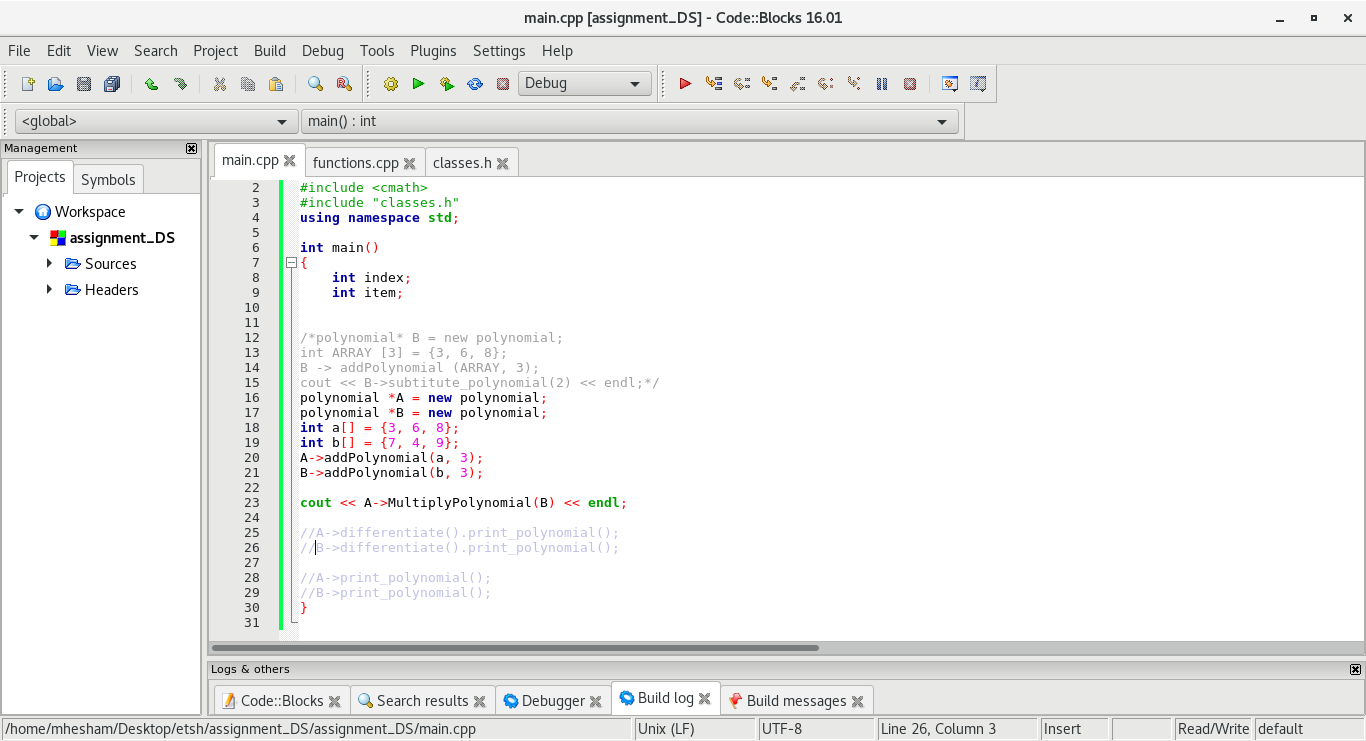 main.cpp [assignment_DS] - Code::Blocks 16.01
File Edit View Search Project Build Debug Tools Plugins Settings Help
Debug
<global> main() : int
Management
Projects Symbols
Workspace
assignment_DS
Sources
Headers
main.cpp functions.cpp classes.h
2 #include <cmath>
3 #include "classes.h"
4 using namespace std;
5
6 int main()
7 {
8     int index;
9     int item;
10
11
12 /*polynomial* B = new polynomial;
13 int ARRAY [3] = {3, 6, 8};
14 B -> addPolynomial (ARRAY, 3);
15 cout << B->subtitute_polynomial(2) << endl;*/
16 polynomial *A = new polynomial;
17 polynomial *B = new polynomial;
18 int a[] = {3, 6, 8};
19 int b[] = {7, 4, 9};
20 A->addPolynomial(a, 3);
21 B->addPolynomial(b, 3);
22
23 cout << A->MultiplyPolynomial(B) << endl;
24
25 //A->differentiate().print_polynomial();
26 //B->differentiate().print_polynomial();
27
28 //A->print_polynomial();
29 //B->print_polynomial();
30 }
31
Logs & others
Code::Blocks Search results Debugger Build log Build messages
/home/mhesham/Desktop/etsh/assignment_DS/assignment_DS/main.cpp Unix (LF) UTF-8 Line 26, Column 3 Insert Read/Write default